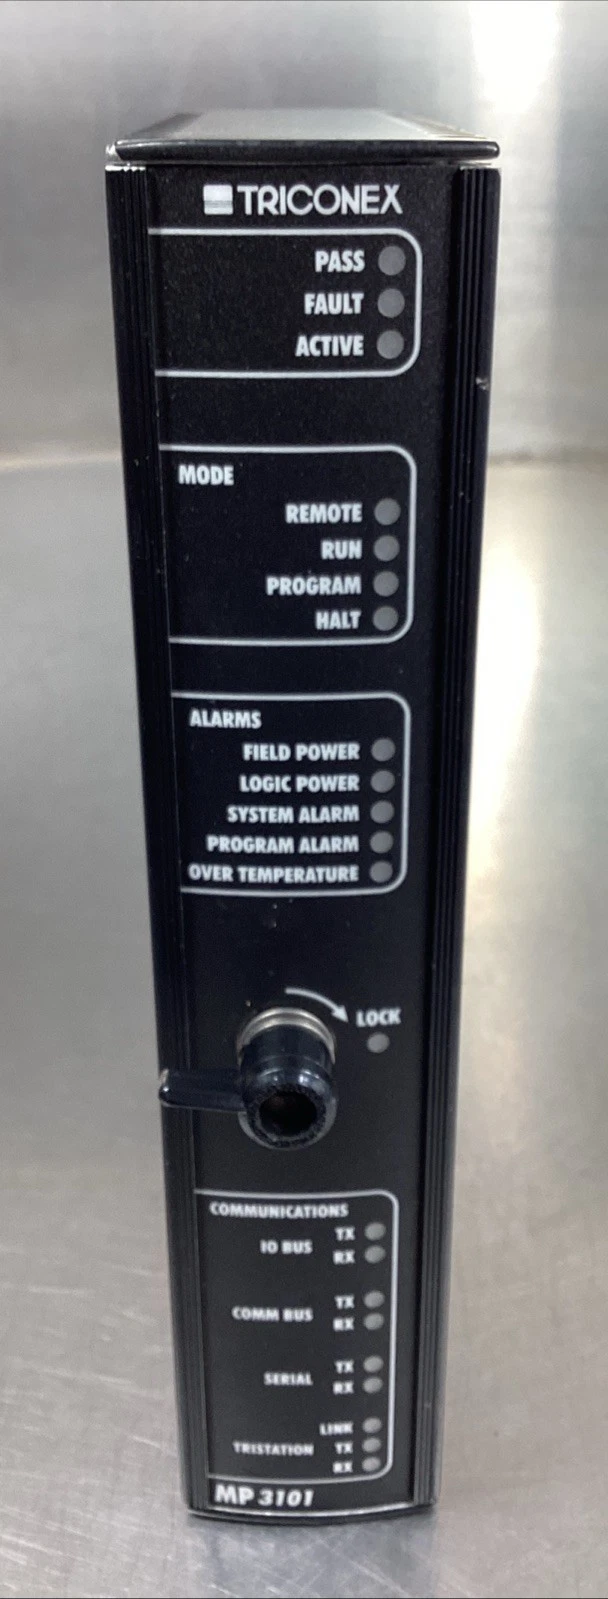 TRICONEX
PASS
FAULT
ACTIVE
MODE
REMOTE
RUN
PROGRAM
HALT
ALARMS
FIELD POWER
LOGIC POWER
SYSTEM ALARM
PROGRAM ALARM
OVER TEMPERATURE
LOCK
COMMUNICATIONS
IO BUS TX
RX
COMM BUS TX
RX
SERIAL TX
RX
LINK
TRISTATION TX
RX
MP 3101